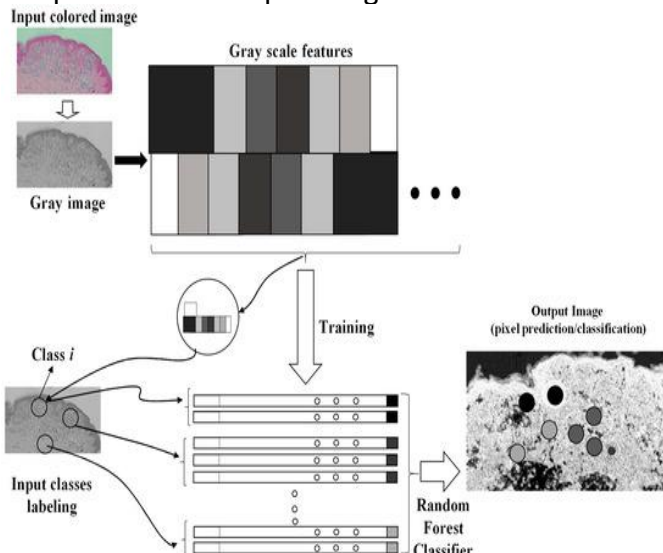 Input colored image
Gray scale features
Gray image
Training
Output Image
(pixel prediction/classification)
Class i
Input classes
labeling
Random
Forest
Classifier